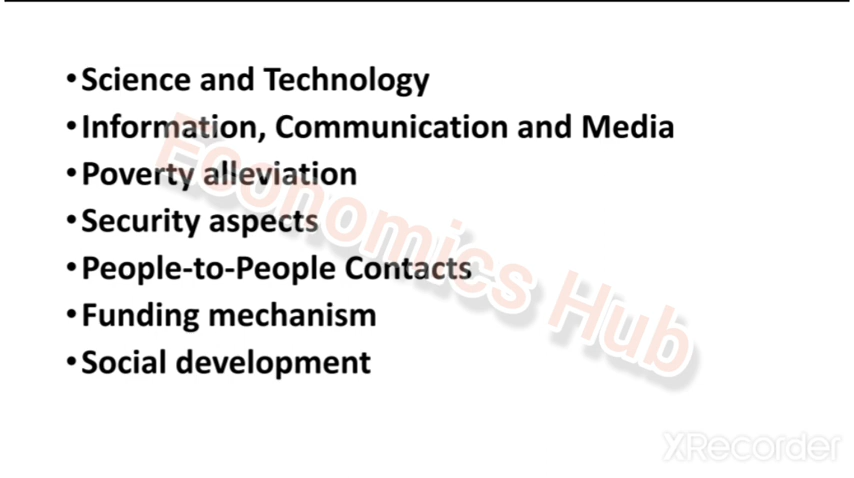 •Science and Technology
•Information, Communication and Media
•Poverty alleviation
•Security aspects
•People-to-People Contacts
•Funding mechanism
•Social development
Economics Hub
XRecorder